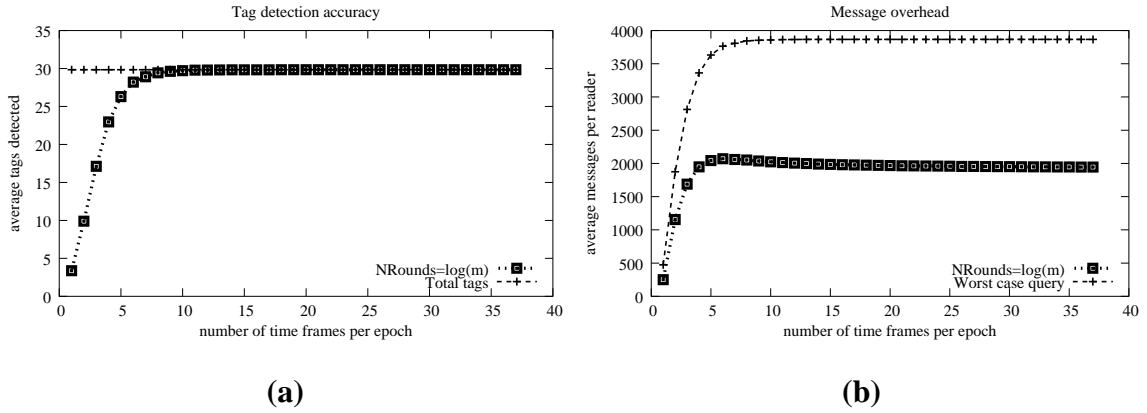 Tag detection accuracy
35
30
25
20
15
10
5
0
average tags detected
NRounds=log(m)
Total tags
0 5 10 15 20 25 30 35 40
number of time frames per epoch
(a)
Message overhead
4000
3500
3000
2500
2000
1500
1000
500
0
average messages per reader
NRounds=log(m)
Worst case query
0 5 10 15 20 25 30 35 40
number of time frames per epoch
(b)